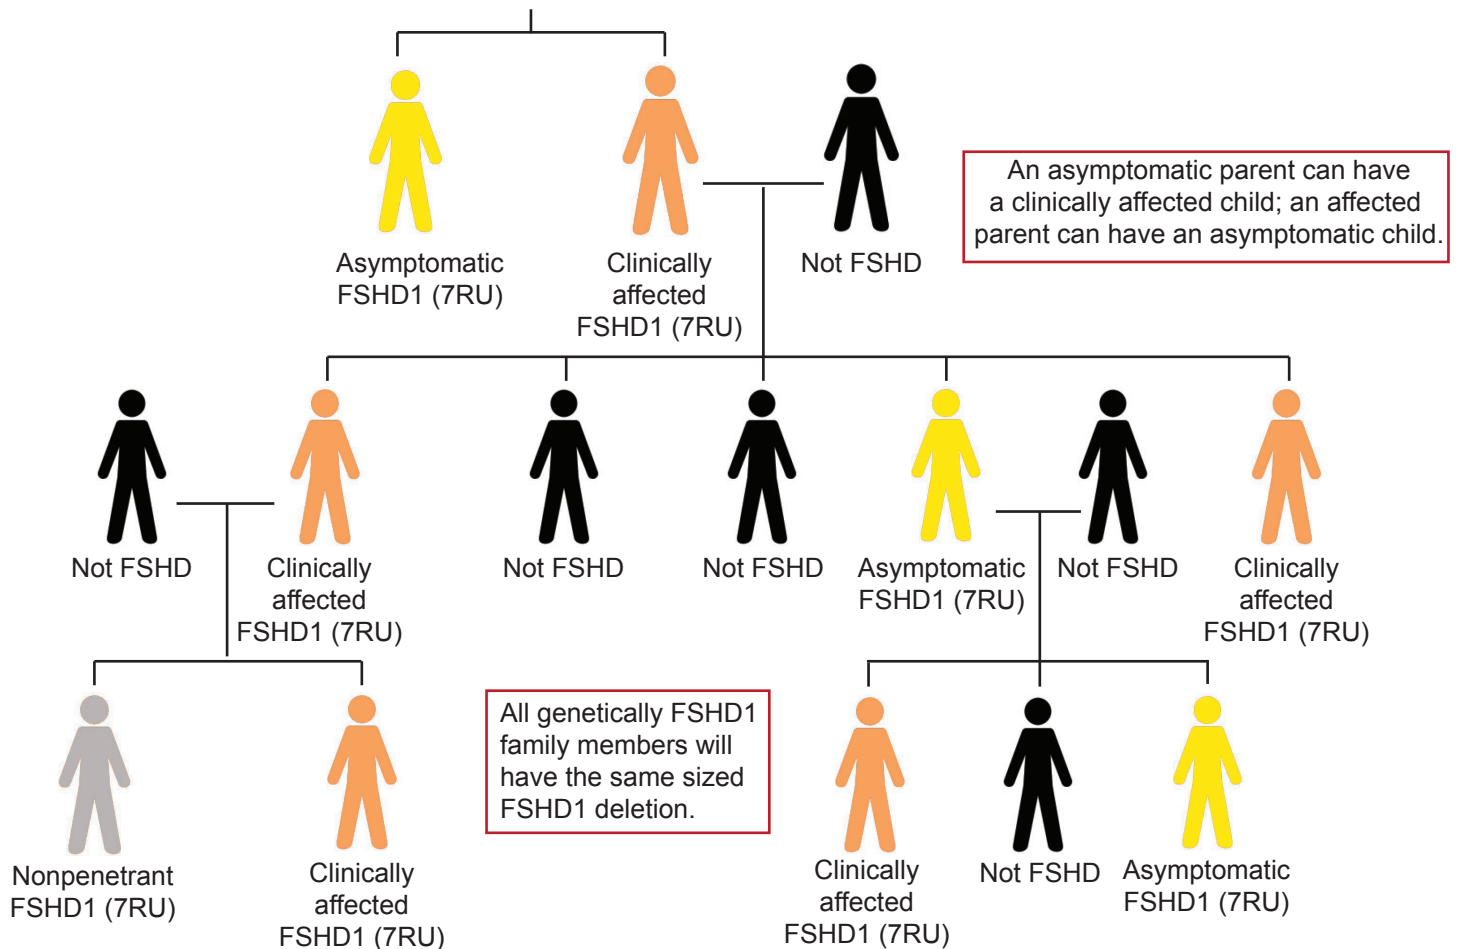 An asymptomatic parent can have
a clinically affected child; an affected
parent can have an asymptomatic child.
Asymptomatic
FSHD1 (7RU)
Clinically
affected
FSHD1 (7RU)
Not FSHD
Not FSHD
Clinically
affected
FSHD1 (7RU)
Not FSHD
Not FSHD
Asymptomatic
FSHD1 (7RU)
Not FSHD
Clinically
affected
FSHD1 (7RU)
All genetically FSHD1
family members will
have the same sized
FSHD1 deletion.
Nonpenetrant
FSHD1 (7RU)
Clinically
affected
FSHD1 (7RU)
Clinically
affected
FSHD1 (7RU)
Not FSHD
Asymptomatic
FSHD1 (7RU)